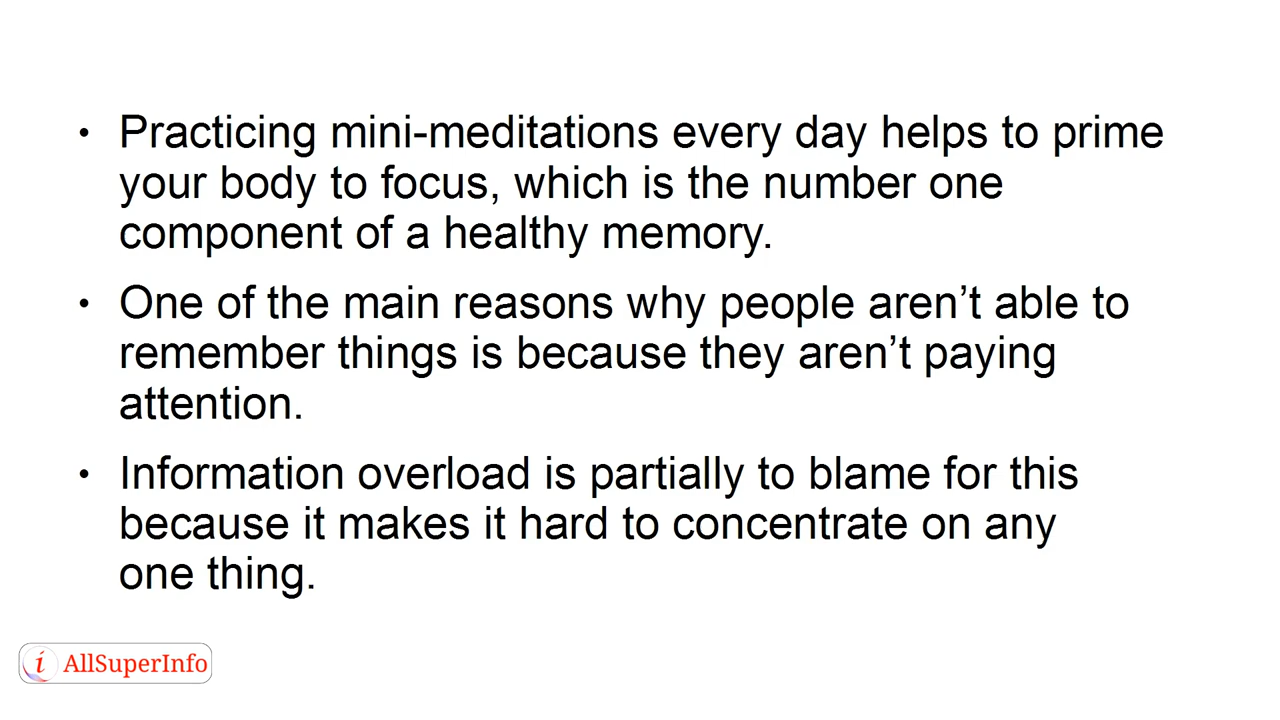 • Practicing mini-meditations every day helps to prime
your body to focus, which is the number one
component of a healthy memory.
• One of the main reasons why people aren’t able to
remember things is because they aren’t paying
attention.
• Information overload is partially to blame for this
because it makes it hard to concentrate on any
one thing.
i AllSuperInfo